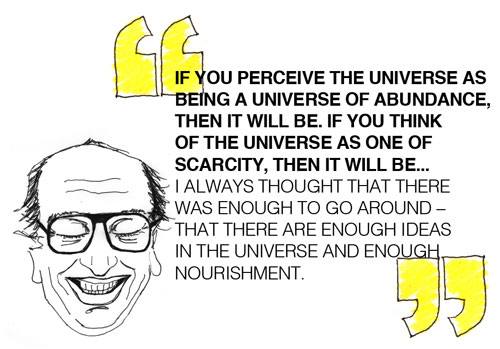 IF YOU PERCEIVE THE UNIVERSE AS
BEING A UNIVERSE OF ABUNDANCE,
THEN IT WILL BE. IF YOU THINK
OF THE UNIVERSE AS ONE OF
SCARCITY, THEN IT WILL BE...
I ALWAYS THOUGHT THAT THERE
WAS ENOUGH TO GO AROUND –
THAT THERE ARE ENOUGH IDEAS
IN THE UNIVERSE AND ENOUGH
NOURISHMENT.